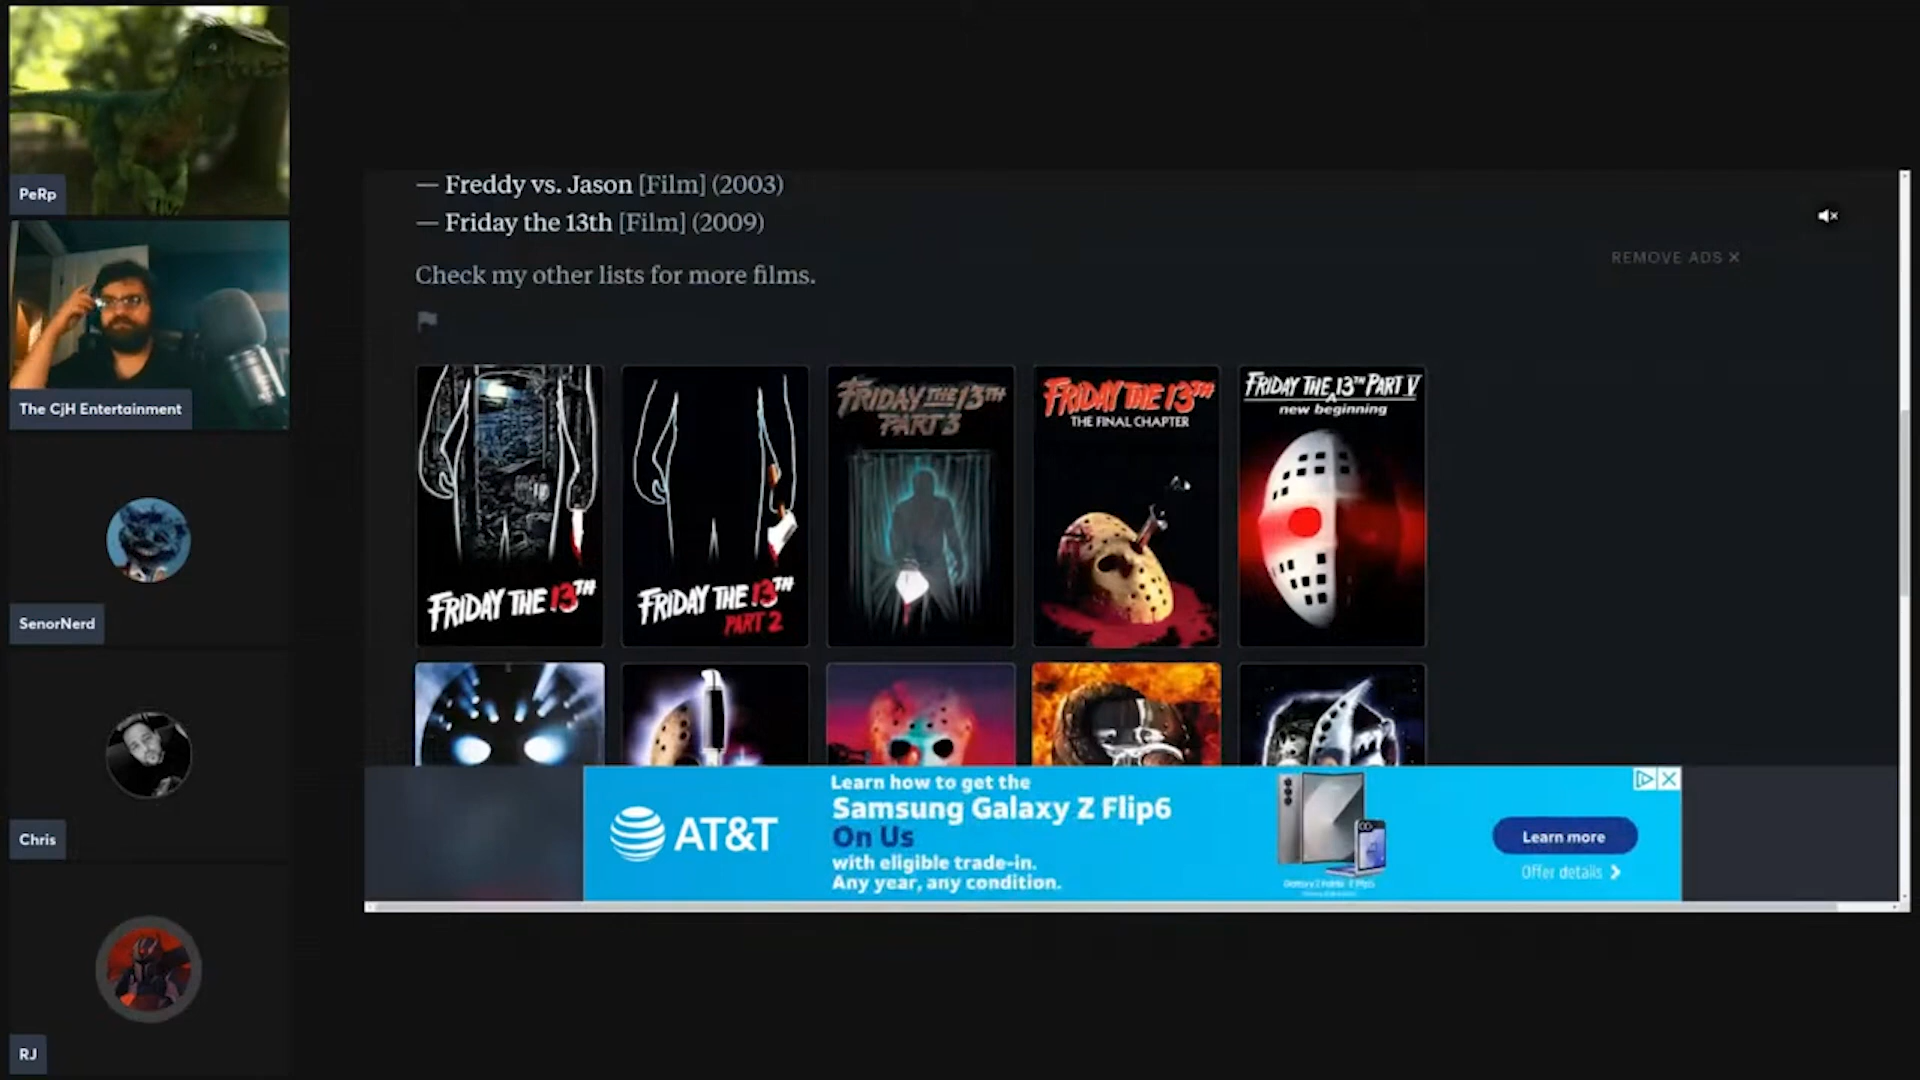 PeRp
The CjH Entertainment
SenorNerd
Chris
RJ
— Freddy vs. Jason [Film] (2003)
— Friday the 13th [Film] (2009)
Check my other lists for more films.
REMOVE ADS ✕
FRIDAY THE 13TH
FRIDAY THE 13TH
PART 2
FRIDAY THE 13TH
PART 3
FRIDAY THE 13TH
THE FINAL CHAPTER
FRIDAY THE 13TH PART V
new beginning
AT&T
Learn how to get the
Samsung Galaxy Z Flip6
On Us
with eligible trade-in.
Any year, any condition.
Learn more
Offer details